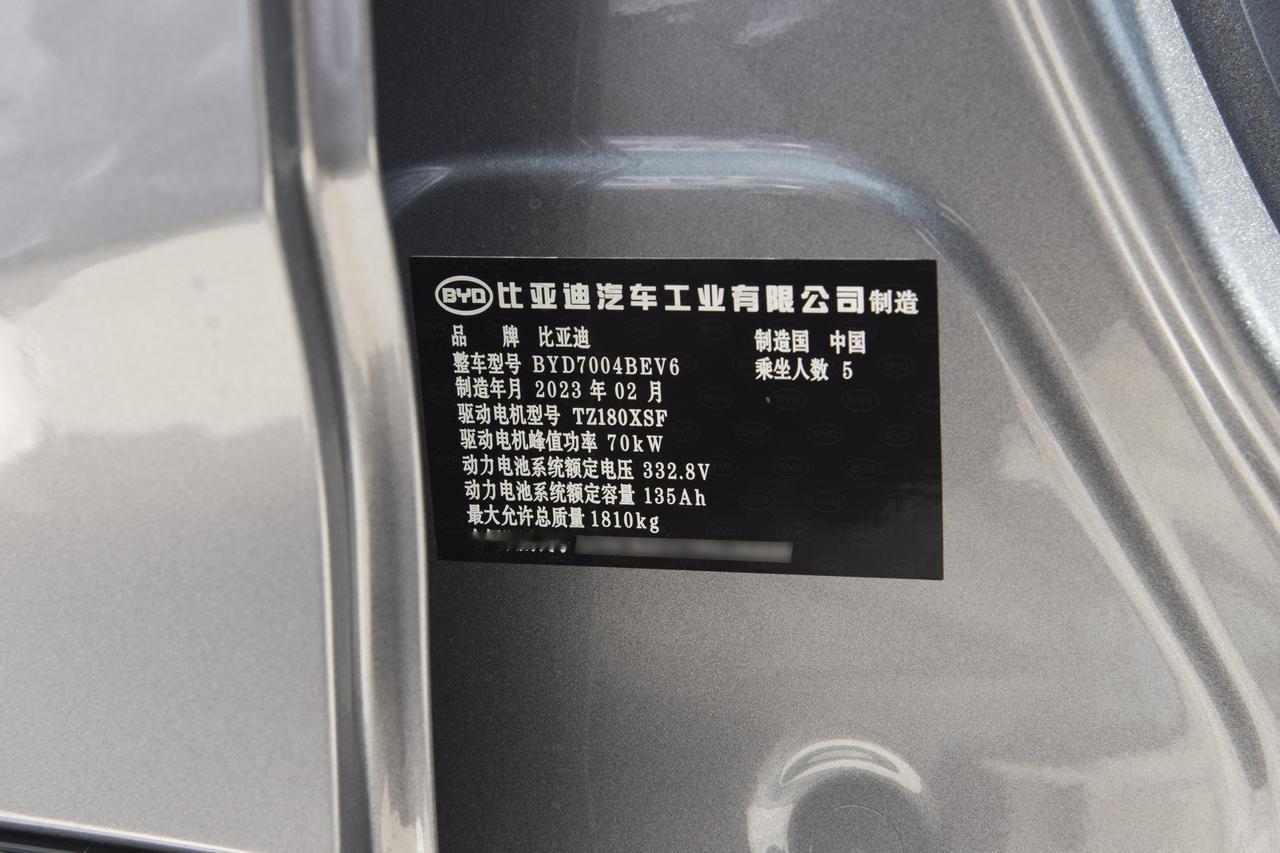 BYD 比亚迪汽车工业有限公司制造
品 牌 比亚迪 制造国 中国
整车型号 BYD7004BEV6 乘坐人数 5
制造年月 2023 年 02 月
驱动电机型号 TZ180XSF
驱动电机峰值功率 70kW
动力电池系统额定电压 332.8V
动力电池系统额定容量 135Ah
最大允许总质量 1810kg